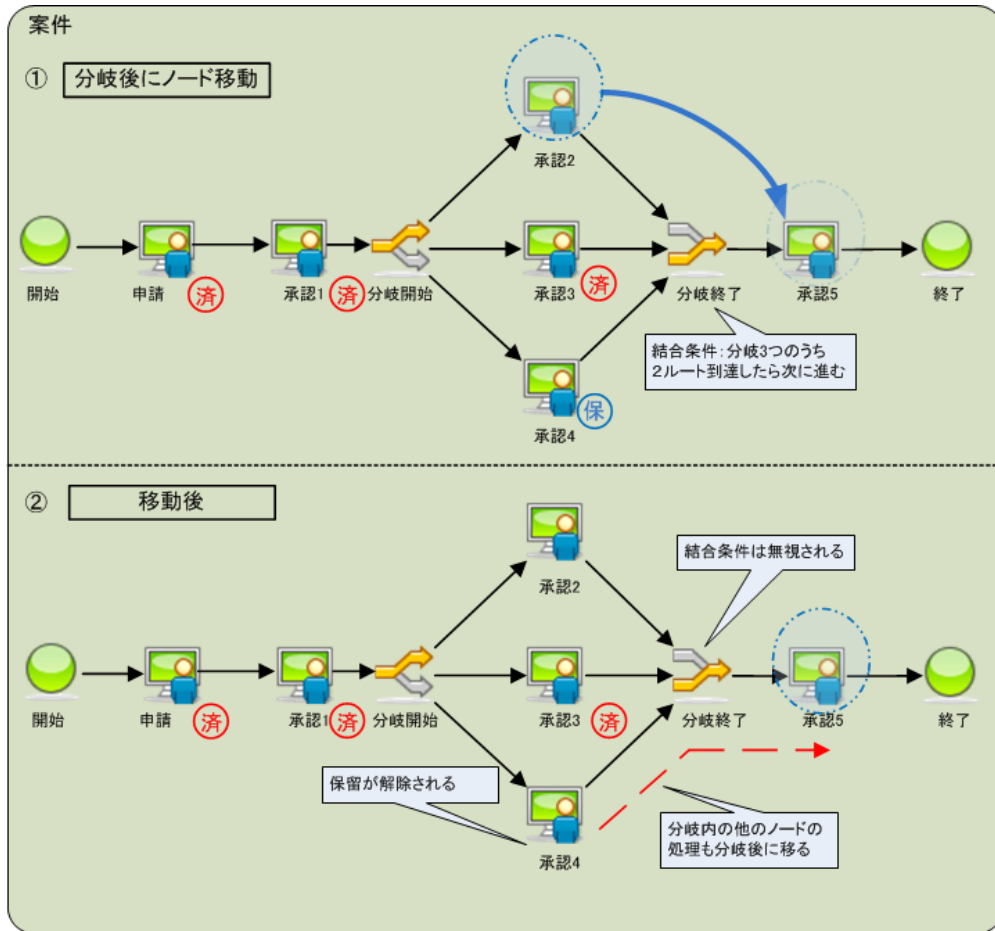 案件
① 分岐後にノード移動
承認2
開始
申請
済
承認1
済
分岐開始
承認3
済
分岐終了
承認5
終了
結合条件:分岐3つのうち
2ルート到達したら次に進む
保
承認4
② 移動後
結合条件は無視される
承認2
開始
申請
済
承認1
済
分岐開始
承認3
済
分岐終了
承認5
終了
保留が解除される
分岐内の他のノードの
処理も分岐後に移る
承認4